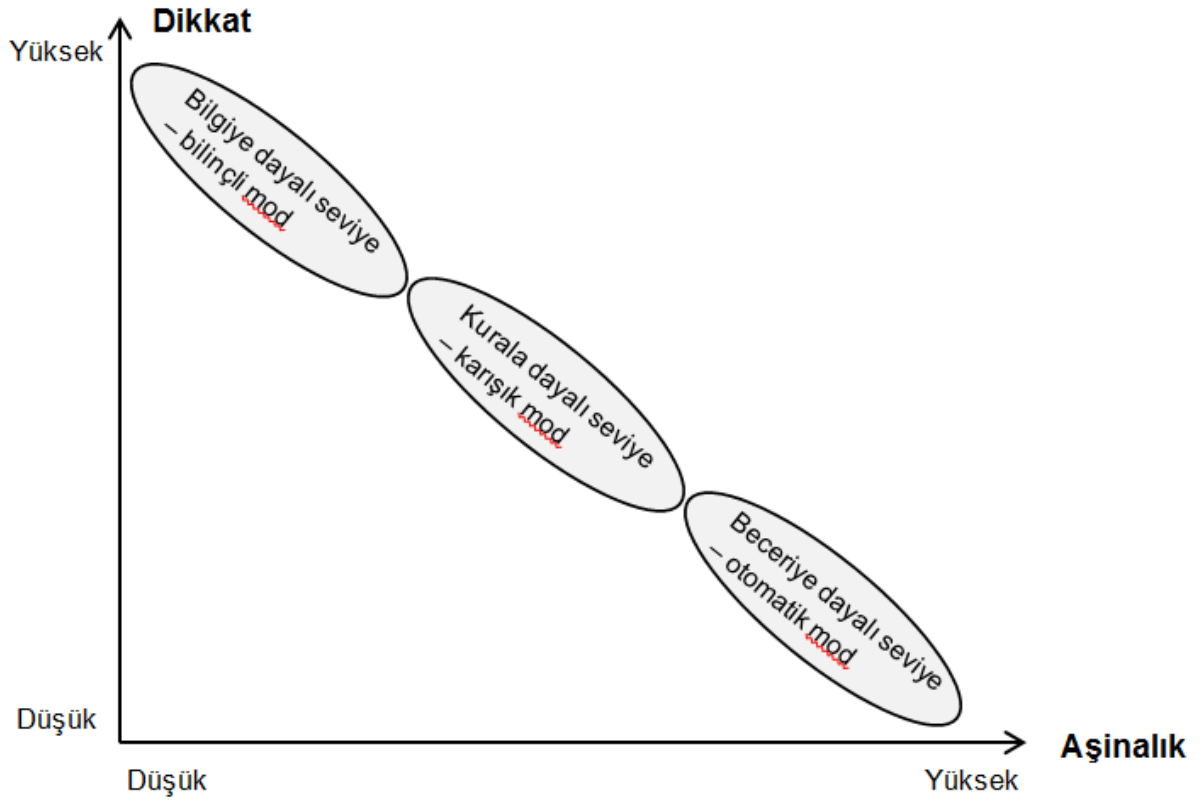 Dikkat
Yüksek
Bilgiye dayalı seviye
– bilinçli mod
Kurala dayalı seviye
– karışık mod
Beceriye dayalı seviye
– otomatik mod
Düşük
Aşinalık
Düşük
Yüksek